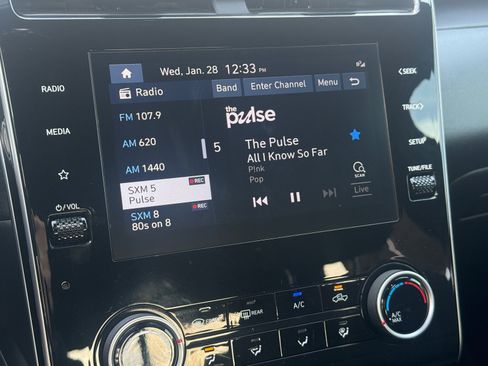 Wed, Jan. 28 12:33 PM
Radio
Band
Enter Channel
Menu
RADIO
MEDIA
⏻/VOL
SEEK
TRACK
SETUP
TUNE/FILE
FM 107.9
AM 620
AM 1440
SXM 5 REC
Pulse
SXM 8 REC
80s on 8
the
pulse
5
The Pulse
All I Know So Far
P!nk
Pop
SCAN
Live
REAR
A/C
A/C
MAX